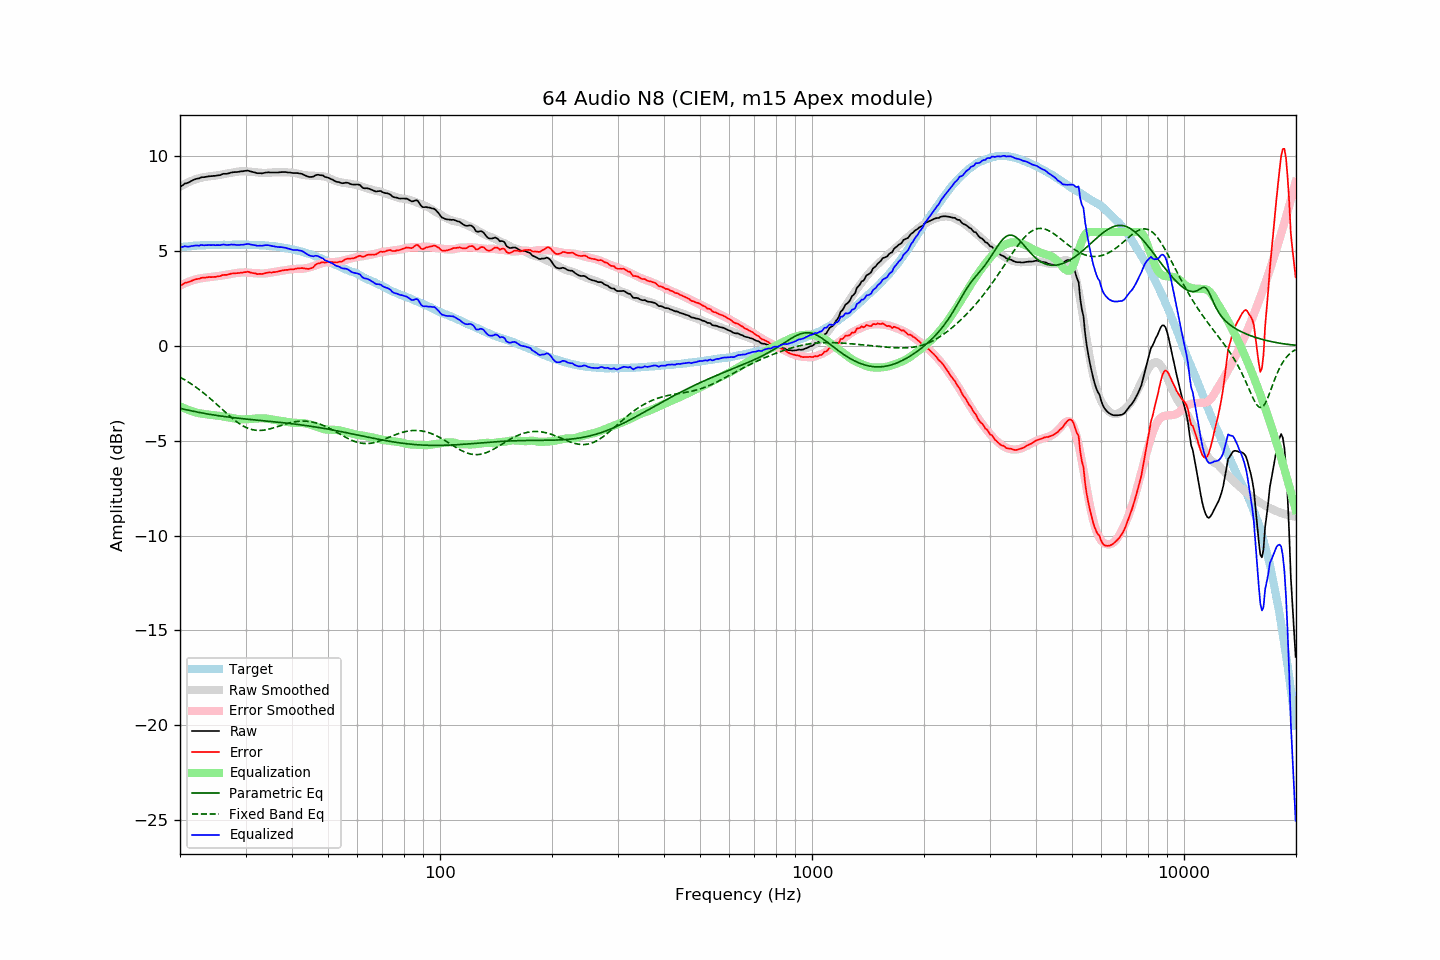 64 Audio N8 (CIEM, m15 Apex module)
Amplitude (dBr)
10
5
0
−5
−10
−15
−20
−25
Target
Raw Smoothed
Error Smoothed
Raw
Error
Equalization
Parametric Eq
Fixed Band Eq
Equalized
100
1000
10000
Frequency (Hz)